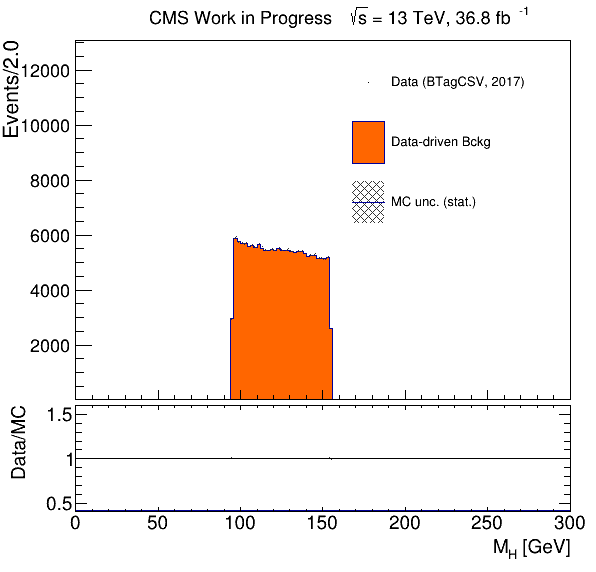 CMS Work in Progress √s = 13 TeV, 36.8 fb⁻¹
Events/2.0
12000
10000
8000
6000
4000
2000
Data (BTagCSV, 2017)
Data-driven Bckg
MC unc. (stat.)
Data/MC
1.5
1
0.5
0 50 100 150 200 250 300
M_H [GeV]